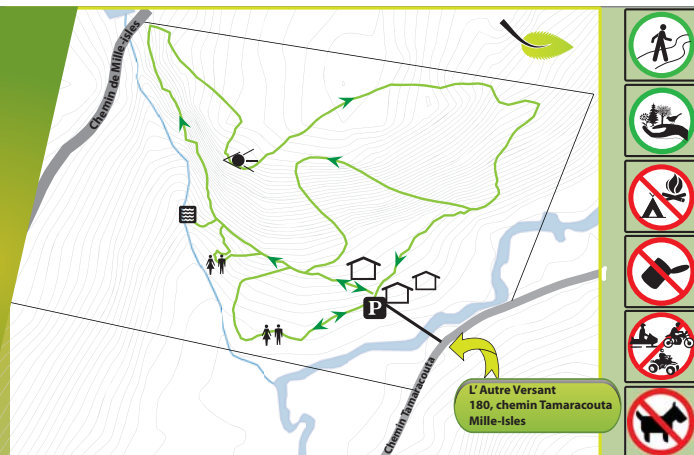 Chemin de Mille-isles
P
Chemin Tamaracouta
L' Autre Versant
180, chemin Tamaracouta
Mille-Isles